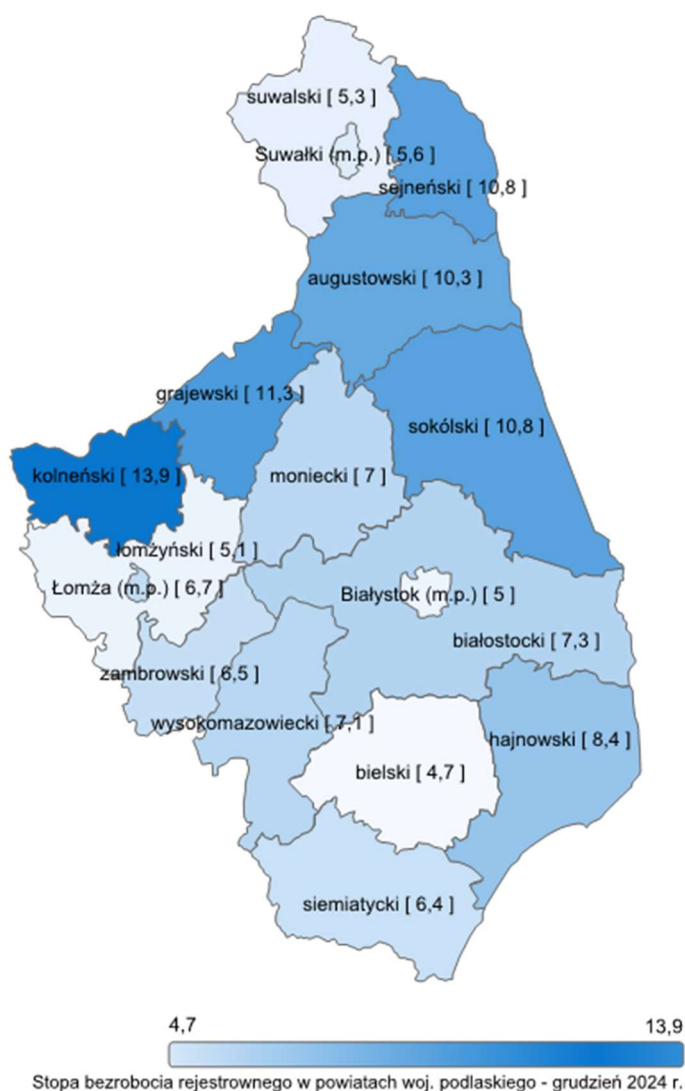 suwalski [ 5,3 ]
Suwałki (m.p.) [ 5,6 ]
sejneński [ 10,8 ]
augustowski [ 10,3 ]
grajewski [ 11,3 ]
sokólski [ 10,8 ]
kolneński [ 13,9 ]
moniecki [ 7 ]
łomżyński [ 5,1 ]
Łomża (m.p.) [ 6,7 ]
Białystok (m.p.) [ 5 ]
białostocki [ 7,3 ]
zambrowski [ 6,5 ]
wysokomazowiecki [ 7,1 ]
hajnowski [ 8,4 ]
bielski [ 4,7 ]
siemiatycki [ 6,4 ]
4,7 13,9
Stopa bezrobocia rejestrownego w powiatach woj. podlaskiego - grudzień 2024 r.